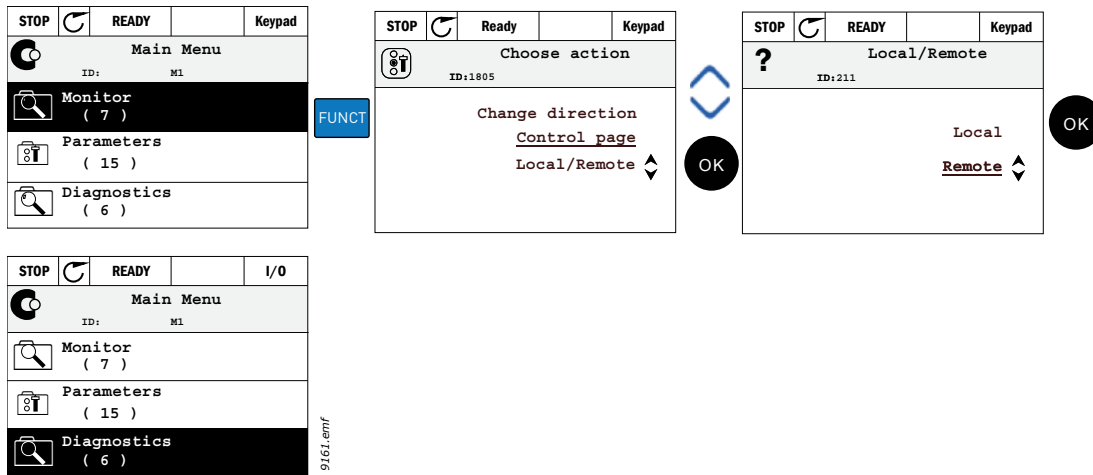 STOP READY Keypad
Main Menu
ID: M1
Monitor
( 7 )
Parameters
( 15 )
Diagnostics
( 6 )
FUNCT
STOP Ready Keypad
Choose action
ID:1805
Change direction
Control page
Local/Remote
OK
STOP READY Keypad
? Local/Remote
ID:211
Local
Remote
OK
STOP READY I/0
Main Menu
ID: M1
Monitor
( 7 )
Parameters
( 15 )
Diagnostics
( 6 )
9161.emf